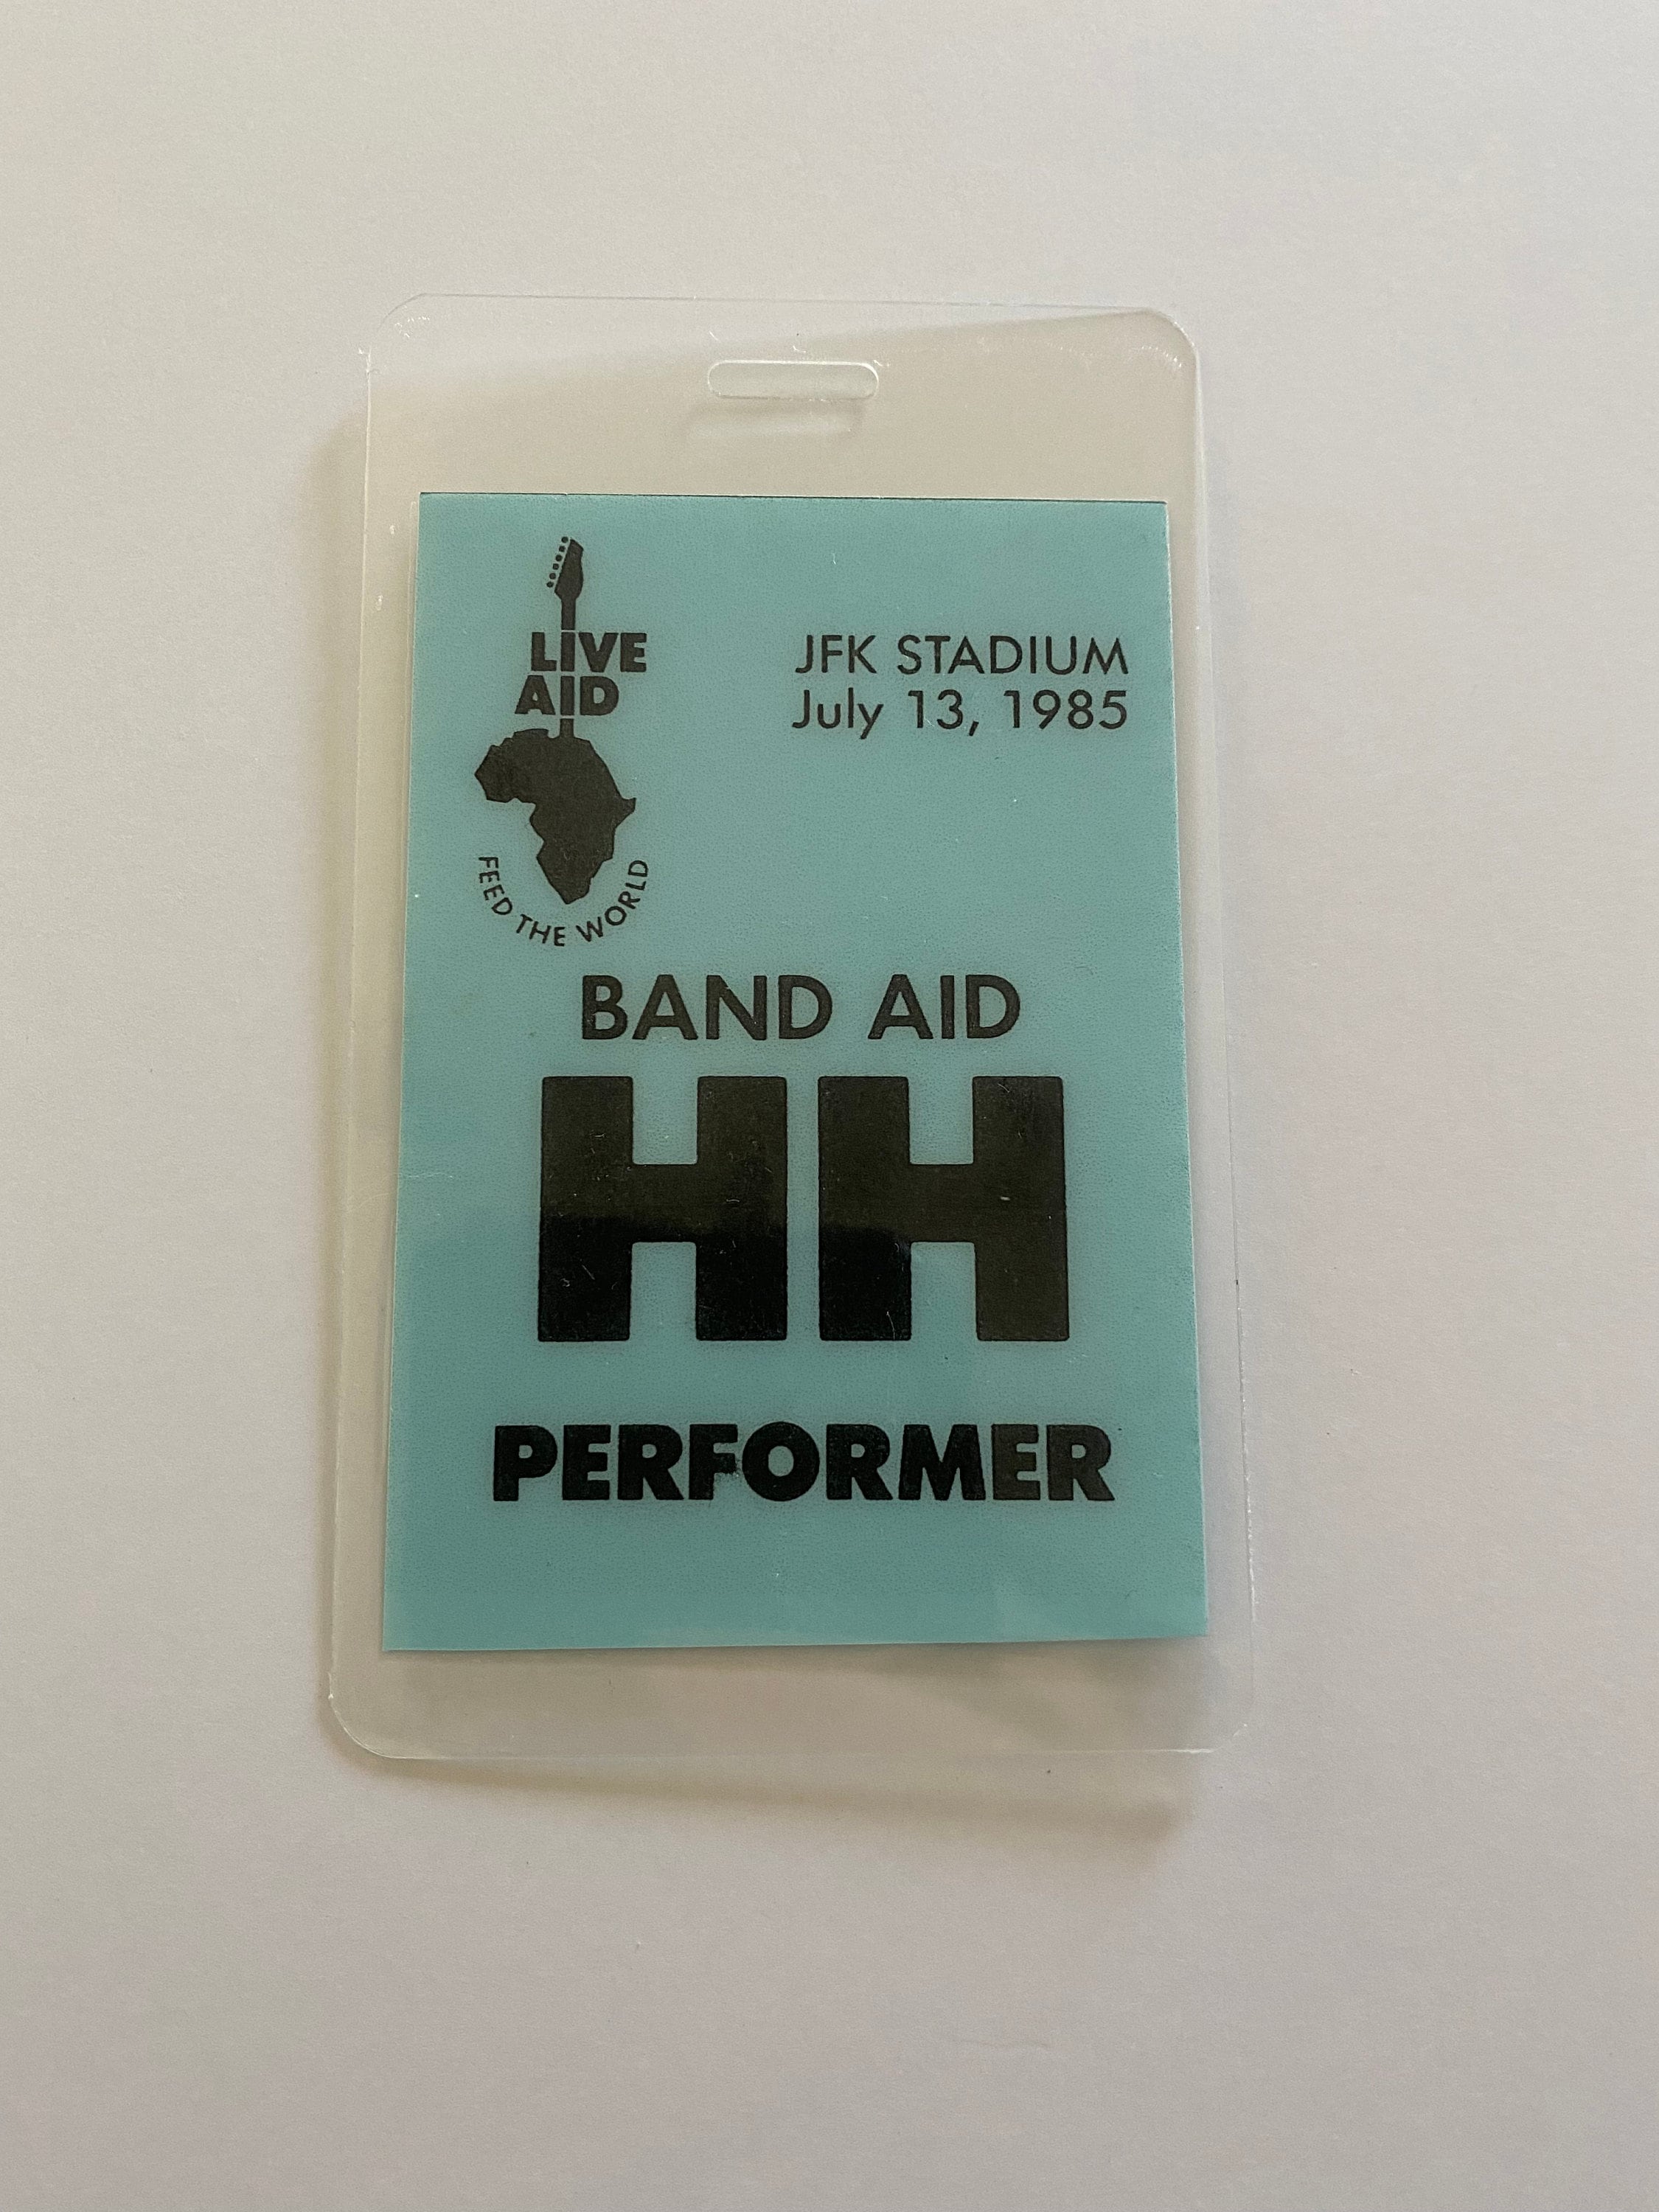 LIVE
AID
FEED THE WORLD
JFK STADIUM
July 13, 1985
BAND AID
HH
PERFORMER